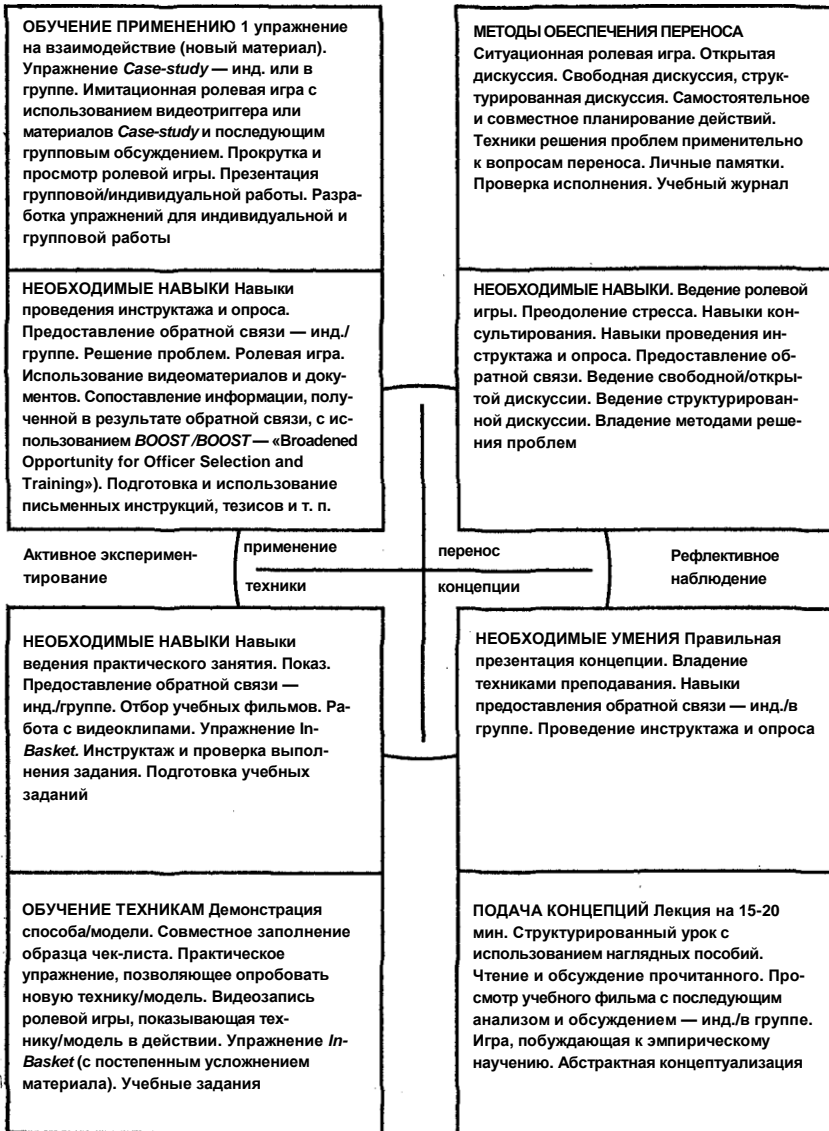 ОБУЧЕНИЕ ПРИМЕНЕНИЮ 1 упражнение
на взаимодействие (новый материал).
Упражнение Case-study — инд. или в
группе. Имитационная ролевая игра с
использованием видеотриггера или
материалов Case-study и последующим
групповым обсуждением. Прокрутка и
просмотр ролевой игры. Презентация
групповой/индивидуальной работы. Разра-
ботка упражнений для индивидуальной и
групповой работы
МЕТОДЫ ОБЕСПЕЧЕНИЯ ПЕРЕНОСА
Ситуационная ролевая игра. Открытая
дискуссия. Свободная дискуссия, струк-
турированная дискуссия. Самостоятельное
и совместное планирование действий.
Техники решения проблем применительно
к вопросам переноса. Личные памятки.
Проверка исполнения. Учебный журнал
НЕОБХОДИМЫЕ НАВЫКИ Навыки
проведения инструктажа и опроса.
Предоставление обратной связи — инд./
группе. Решение проблем. Ролевая игра.
Использование видеоматериалов и доку-
ментов. Сопоставление информации, полу-
ченной в результате обратной связи, с ис-
пользованием BOOST /BOOST — «Broadened
Opportunity for Officer Selection and
Training»). Подготовка и использование
письменных инструкций, тезисов и т. п.
НЕОБХОДИМЫЕ НАВЫКИ. Ведение ролевой
игры. Преодоление стресса. Навыки кон-
сультирования. Навыки проведения ин-
структажа и опроса. Предоставление об-
ратной связи. Ведение свободной/откры-
той дискуссии. Ведение структурирован-
ной дискуссии. Владение методами реше-
ния проблем
Активное эксперимен-
тирование
применение
техники
перенос
концепции
Рефлективное
наблюдение
НЕОБХОДИМЫЕ НАВЫКИ Навыки
ведения практического занятия. Показ.
Предоставление обратной связи —
инд./группе. Отбор учебных фильмов. Ра-
бота с видеоклипами. Упражнение In-
Basket. Инструктаж и проверка выпол-
нения задания. Подготовка учебных
заданий
НЕОБХОДИМЫЕ УМЕНИЯ Правильная
презентация концепции. Владение
техниками преподавания. Навыки
предоставления обратной связи — инд./в
группе. Проведение инструктажа и опроса
ОБУЧЕНИЕ ТЕХНИКАМ Демонстрация
способа/модели. Совместное заполнение
образца чек-листа. Практическое
упражнение, позволяющее опробовать
новую технику/модель. Видеозапись
ролевой игры, показывающая тех-
нику/модель в действии. Упражнение In-
Basket (с постепенным усложнением
материала). Учебные задания
ПОДАЧА КОНЦЕПЦИЙ Лекция на 15-20
мин. Структурированный урок с
использованием наглядных пособий.
Чтение и обсуждение прочитанного. Про-
смотр учебного фильма с последующим
анализом и обсуждением — инд./в группе.
Игра, побуждающая к эмпирическому
научению. Абстрактная концептуализация